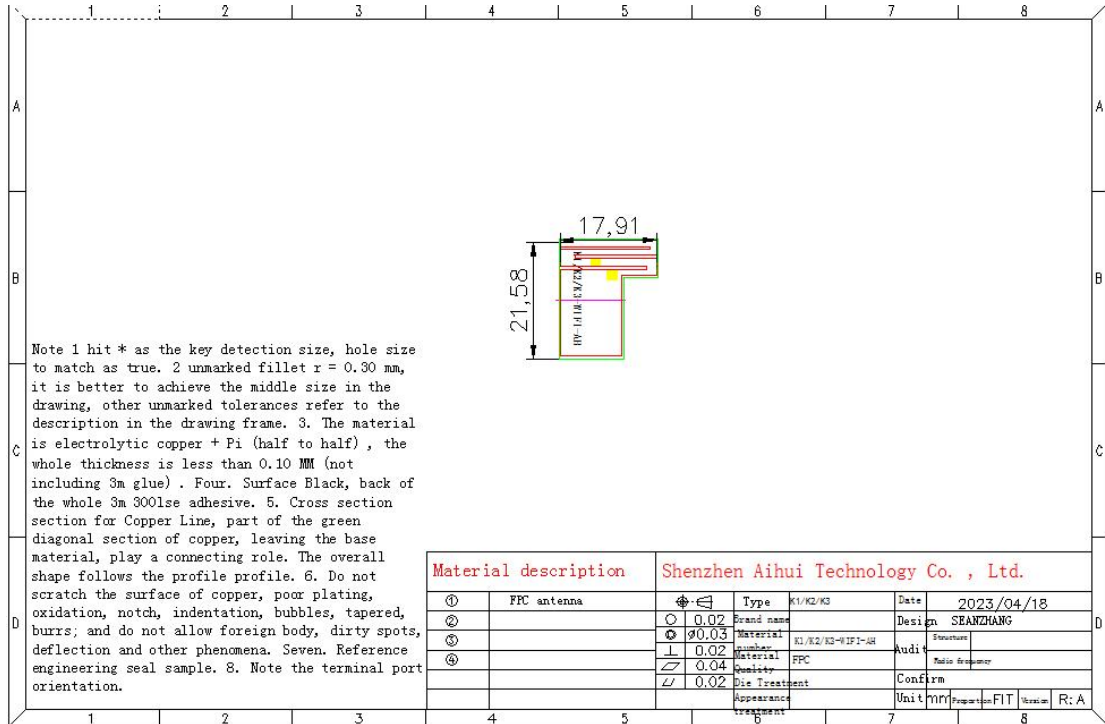 1 2 3 4 5 6 7 8
A A
B B
C C
D D
17,91
21,58
K1/K2/K3-WIFI-AH
Note 1 hit * as the key detection size, hole size
to match as true. 2 unmarked fillet r = 0.30 mm,
it is better to achieve the middle size in the
drawing, other unmarked tolerances refer to the
description in the drawing frame. 3. The material
is electrolytic copper + Pi (half to half) , the
whole thickness is less than 0.10 MM (not
including 3m glue) . Four. Surface Black, back of
the whole 3m 300lse adhesive. 5. Cross section
section for Copper Line, part of the green
diagonal section of copper, leaving the base
material, play a connecting role. The overall
shape follows the profile profile. 6. Do not
scratch the surface of copper, poor plating,
oxidation, notch, indentation, bubbles, tapered,
burrs; and do not allow foreign body, dirty spots,
deflection and other phenomena. Seven. Reference
engineering seal sample. 8. Note the terminal port
orientation.
Material description
① FPC antenna
②
③
④
Shenzhen Aihui Technology Co. , Ltd.
Type K1/K2/K3 Date 2023/04/18
0.02 Brand name Design SEANZHANG
⌀0.03 Material number K1/K2/K3-WIFI-AH Audit Structure
0.02 Material Quality FPC Radio frequency
0.04
0.02 Die Treatment Confirm
Appearance treatment Unit mm Proportion FIT Version R: A
1 2 3 4 5 6 7 8